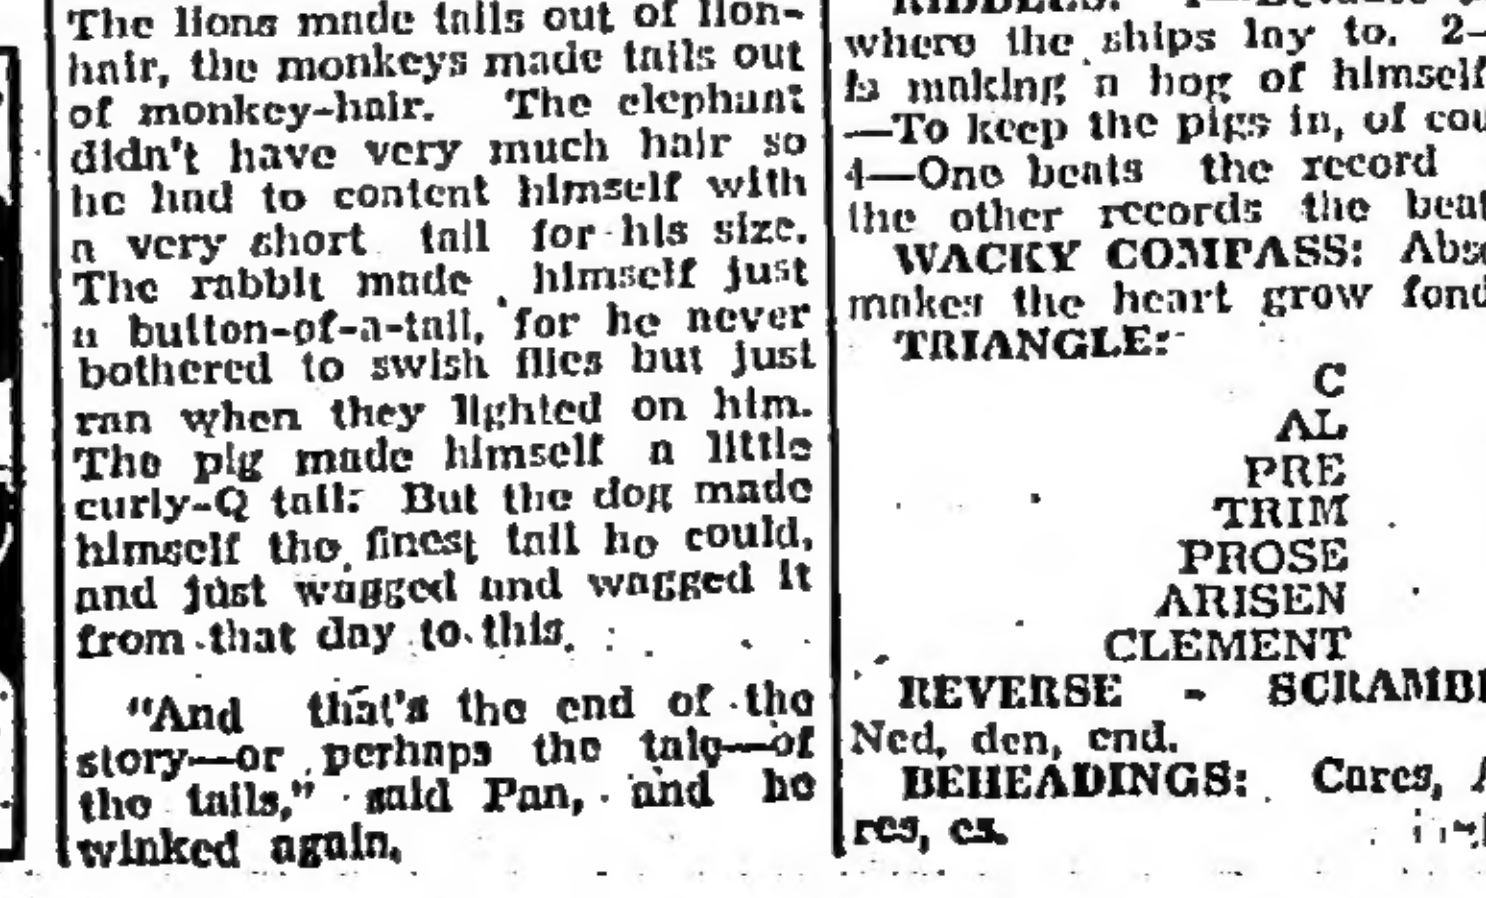 The lions made tails out of lion-
hair, the monkeys made tails out
of monkey-hair. The elephant
didn't have very much hair so
he had to content himself with
a very short tail for his size.
The rabbit made himself just
a button-of-a-tail, for he never
bothered to swish flies but just
ran when they lighted on him.
The pig made himself a little
curly-Q tail. But the dog made
himself the finest tail he could,
and just wagged and wagged it
from that day to this.
"And that's the end of the
story—or perhaps the tale—of
the tails," said Pan, and he
winked again.
RIDDLES: 1—Because
where the ships lay to. 2—
is making a hog of himself
—To keep the pigs in, of cou
4—One beats the record
the other records the beat
WACKY COMPASS: Abse
makes the heart grow fond
TRIANGLE:
C
AL
PRE
TRIM
PROSE
ARISEN
CLEMENT
REVERSE - SCRAMBL
Ned, den, end.
BEHEADINGS: Cares, A
res, es.